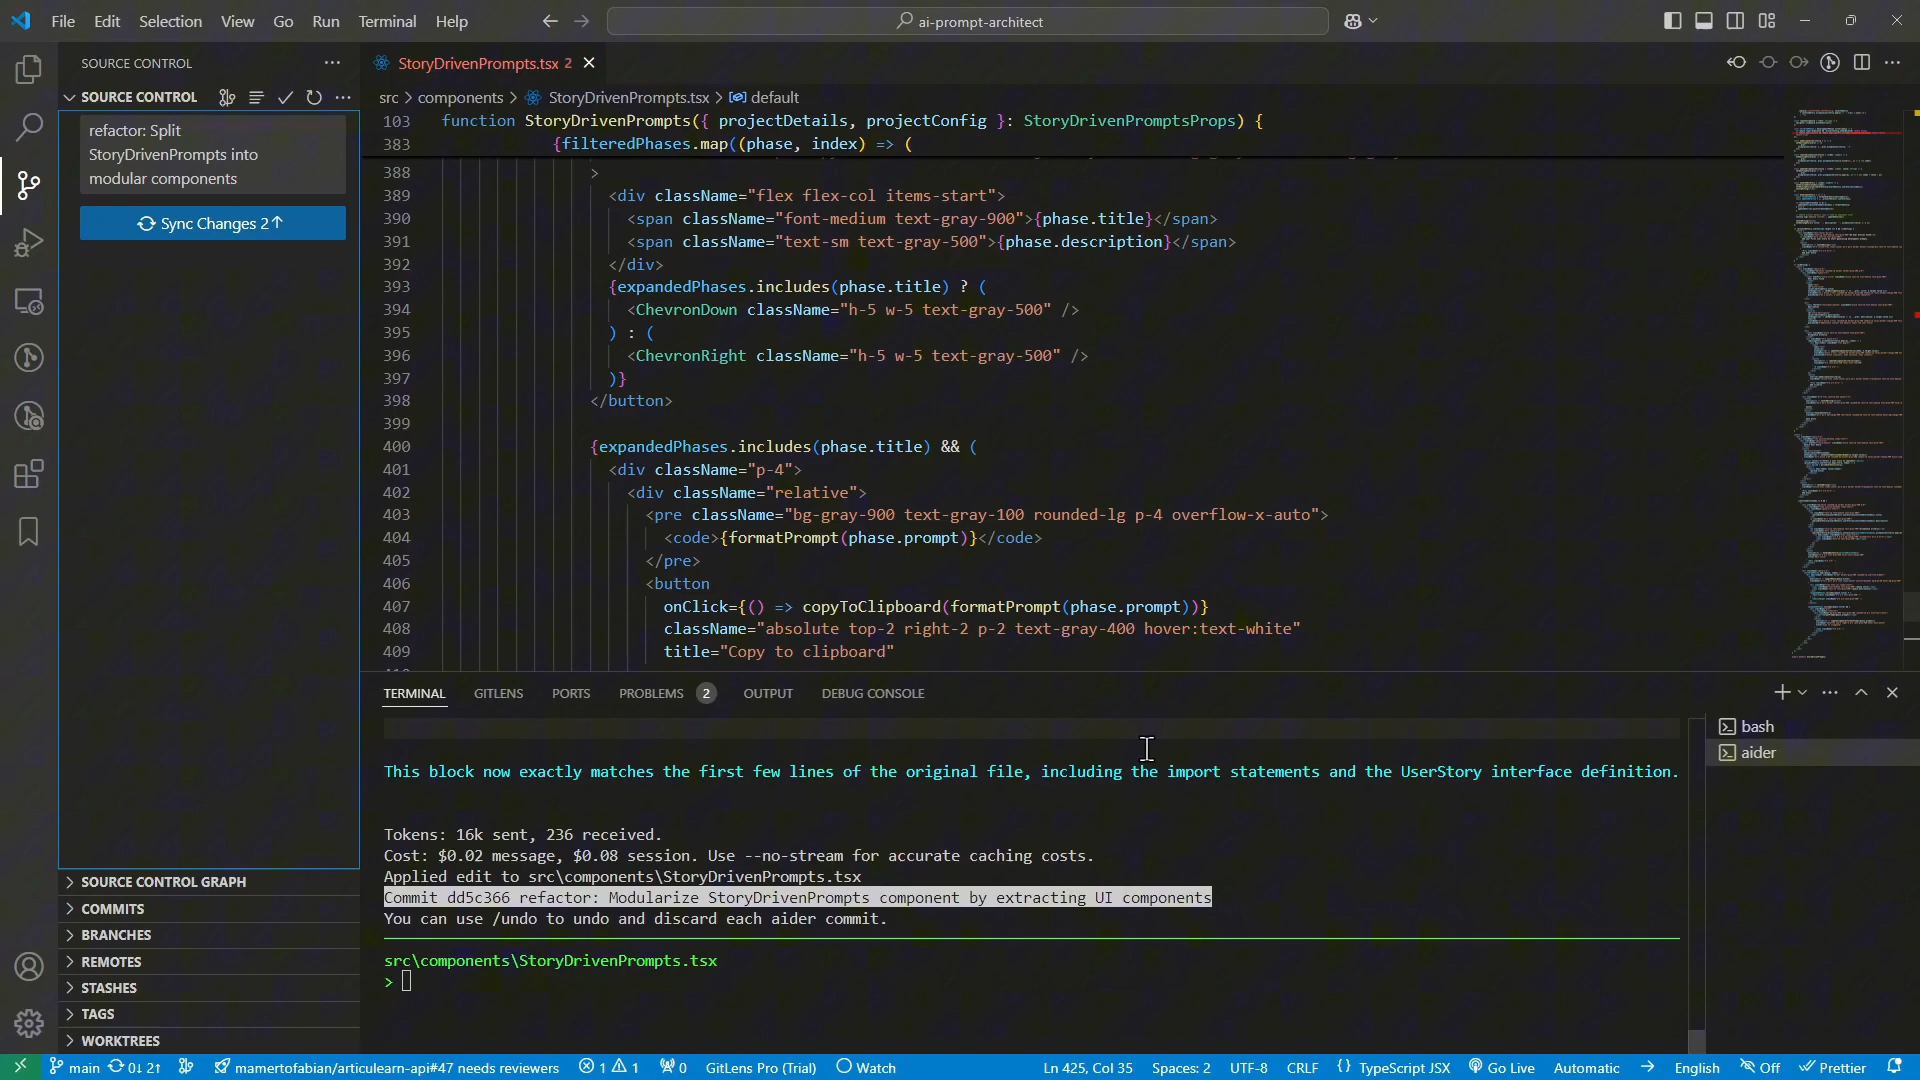 File Edit Selection View Go Run Terminal Help
ai-prompt-architect
SOURCE CONTROL
SOURCE CONTROL
refactor: Split
StoryDrivenPrompts into
modular components
Sync Changes 2↑
SOURCE CONTROL GRAPH
COMMITS
BRANCHES
REMOTES
STASHES
TAGS
WORKTREES
StoryDrivenPrompts.tsx 2
src > components > StoryDrivenPrompts.tsx > default
103 function StoryDrivenPrompts({ projectDetails, projectConfig }: StoryDrivenPromptsProps) {
383 {filteredPhases.map((phase, index) => (
388 >
389 <div className="flex flex-col items-start">
390 <span className="font-medium text-gray-900">{phase.title}</span>
391 <span className="text-sm text-gray-500">{phase.description}</span>
392 </div>
393 {expandedPhases.includes(phase.title) ? (
394 <ChevronDown className="h-5 w-5 text-gray-500" />
395 ) : (
396 <ChevronRight className="h-5 w-5 text-gray-500" />
397 )}
398 </button>
399
400 {expandedPhases.includes(phase.title) && (
401 <div className="p-4">
402 <div className="relative">
403 <pre className="bg-gray-900 text-gray-100 rounded-lg p-4 overflow-x-auto">
404 <code>{formatPrompt(phase.prompt)}</code>
405 </pre>
406 <button
407 onClick={() => copyToClipboard(formatPrompt(phase.prompt))}
408 className="absolute top-2 right-2 p-2 text-gray-400 hover:text-white"
409 title="Copy to clipboard"
TERMINAL GITLENS PORTS PROBLEMS 2 OUTPUT DEBUG CONSOLE
bash
aider
This block now exactly matches the first few lines of the original file, including the import statements and the UserStory interface definition.
Tokens: 16k sent, 236 received.
Cost: $0.02 message, $0.08 session. Use --no-stream for accurate caching costs.
Applied edit to src\components\StoryDrivenPrompts.tsx
Commit dd5c366 refactor: Modularize StoryDrivenPrompts component by extracting UI components
You can use /undo to undo and discard each aider commit.
src\components\StoryDrivenPrompts.tsx
>
main 0↓ 2↑ mamertofabian/articulearn-api#47 needs reviewers 1 1 0 GitLens Pro (Trial) Watch Ln 425, Col 35 Spaces: 2 UTF-8 CRLF {} TypeScript JSX Go Live Automatic → English Off Prettier